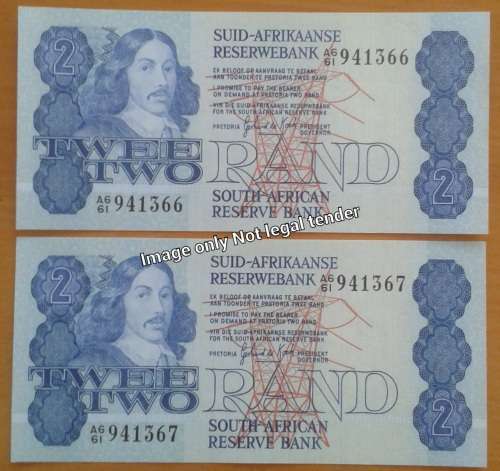 2
SUID-AFRIKAANSE
RESERWEBANK
A6
61 941366
EK BELOOF OP AANVRAAG TE BETAAL
AAN TOONDER TE PRETORIA TWEE RAND
I PROMISE TO PAY THE BEARER
ON DEMAND AT PRETORIA TWO RAND
VIR DIE SUID-AFRIKAANSE RESERWEBANK
FOR THE SOUTH AFRICAN RESERVE BANK
PRETORIA PRESIDENT
GOVERNOR
TWEE
TWO RAND
A6
61 941366
SOUTH AFRICAN
RESERVE BANK
2
Image only Not legal tender
2
SUID-AFRIKAANSE
RESERWEBANK
A6
61 941367
EK BELOOF OP AANVRAAG TE BETAAL
AAN TOONDER TE PRETORIA TWEE RAND
I PROMISE TO PAY THE BEARER
ON DEMAND AT PRETORIA TWO RAND
VIR DIE SUID-AFRIKAANSE RESERWEBANK
FOR THE SOUTH AFRICAN RESERVE BANK
PRETORIA PRESIDENT
GOVERNOR
TWEE
TWO RAND
A6
61 941367
SOUTH AFRICAN
RESERVE BANK
2